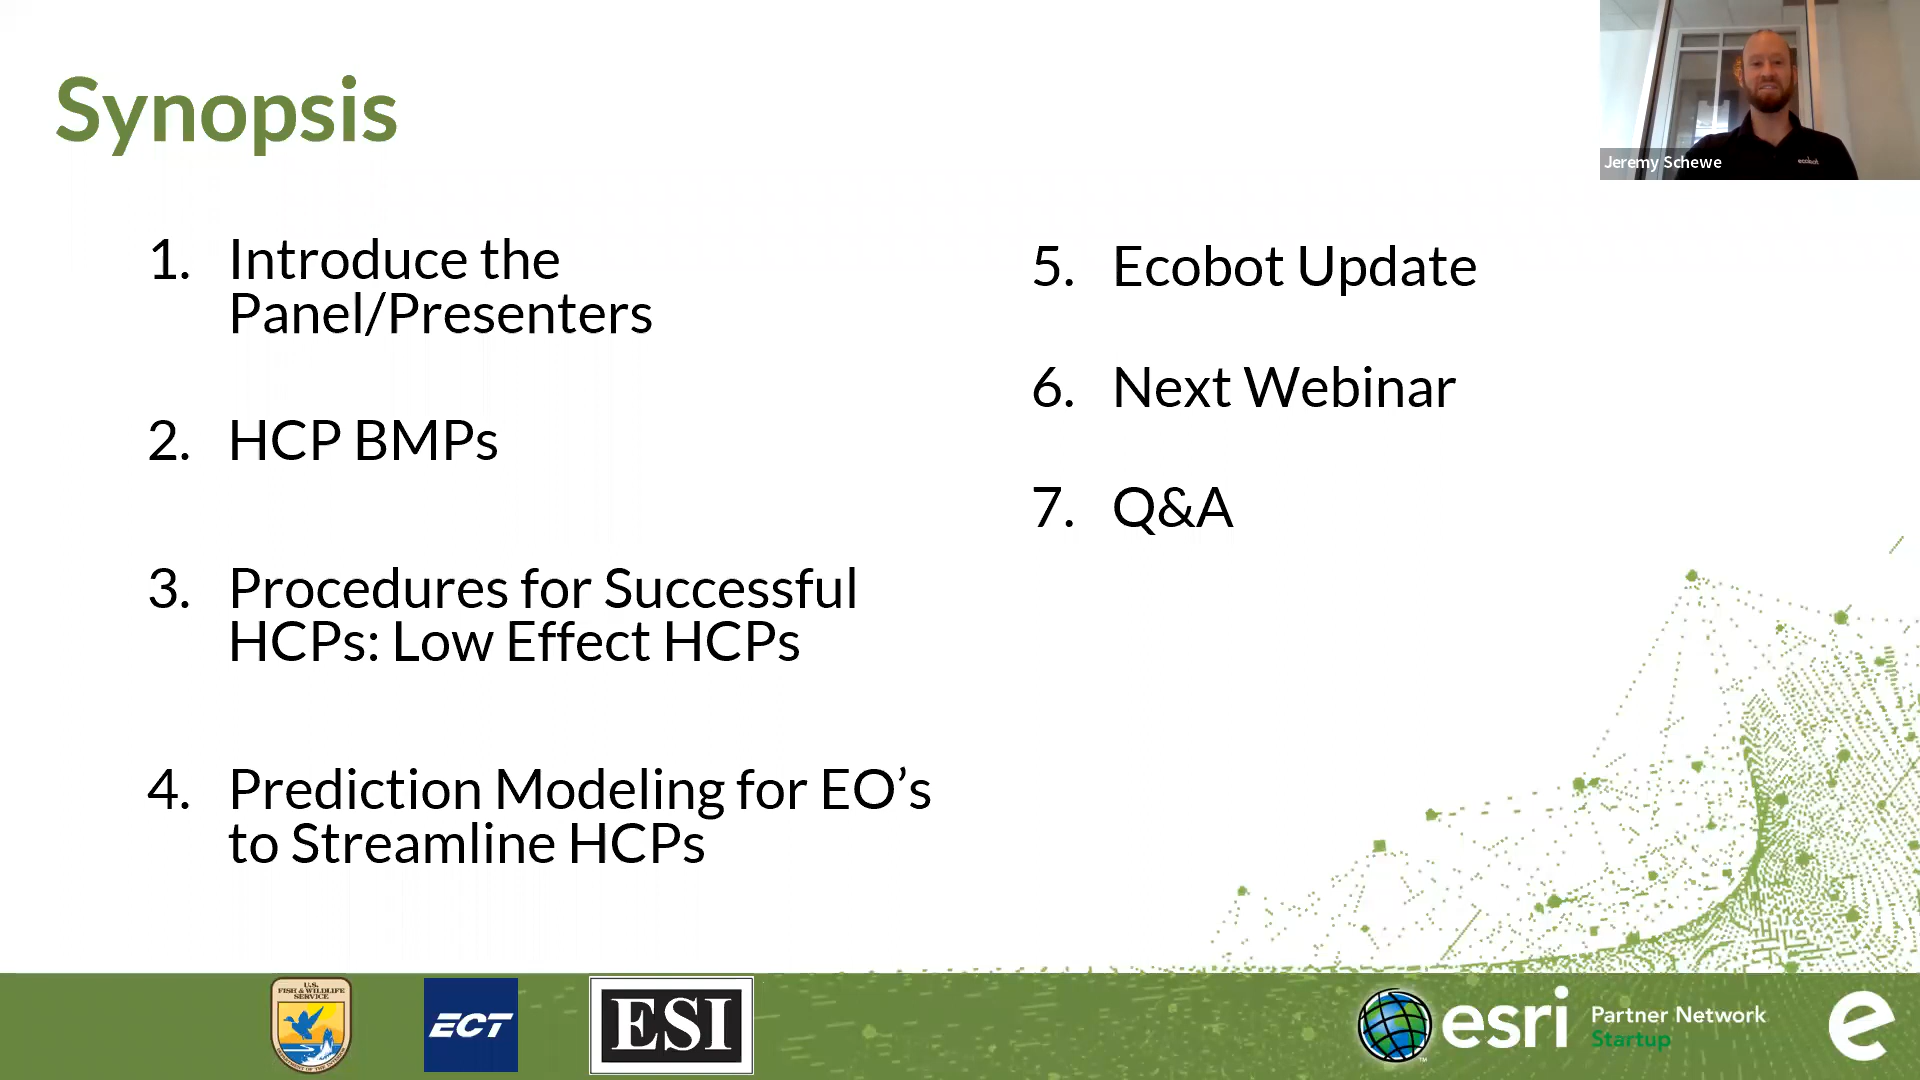 Synopsis
Jeremy Schewe
ecobot
1. Introduce the
Panel/Presenters
2. HCP BMPs
3. Procedures for Successful
HCPs: Low Effect HCPs
4. Prediction Modeling for EO’s
to Streamline HCPs
5. Ecobot Update
6. Next Webinar
7. Q&A
U.S.
FISH & WILDLIFE
SERVICE
ECT
ESI
esri
Partner Network
Startup
e